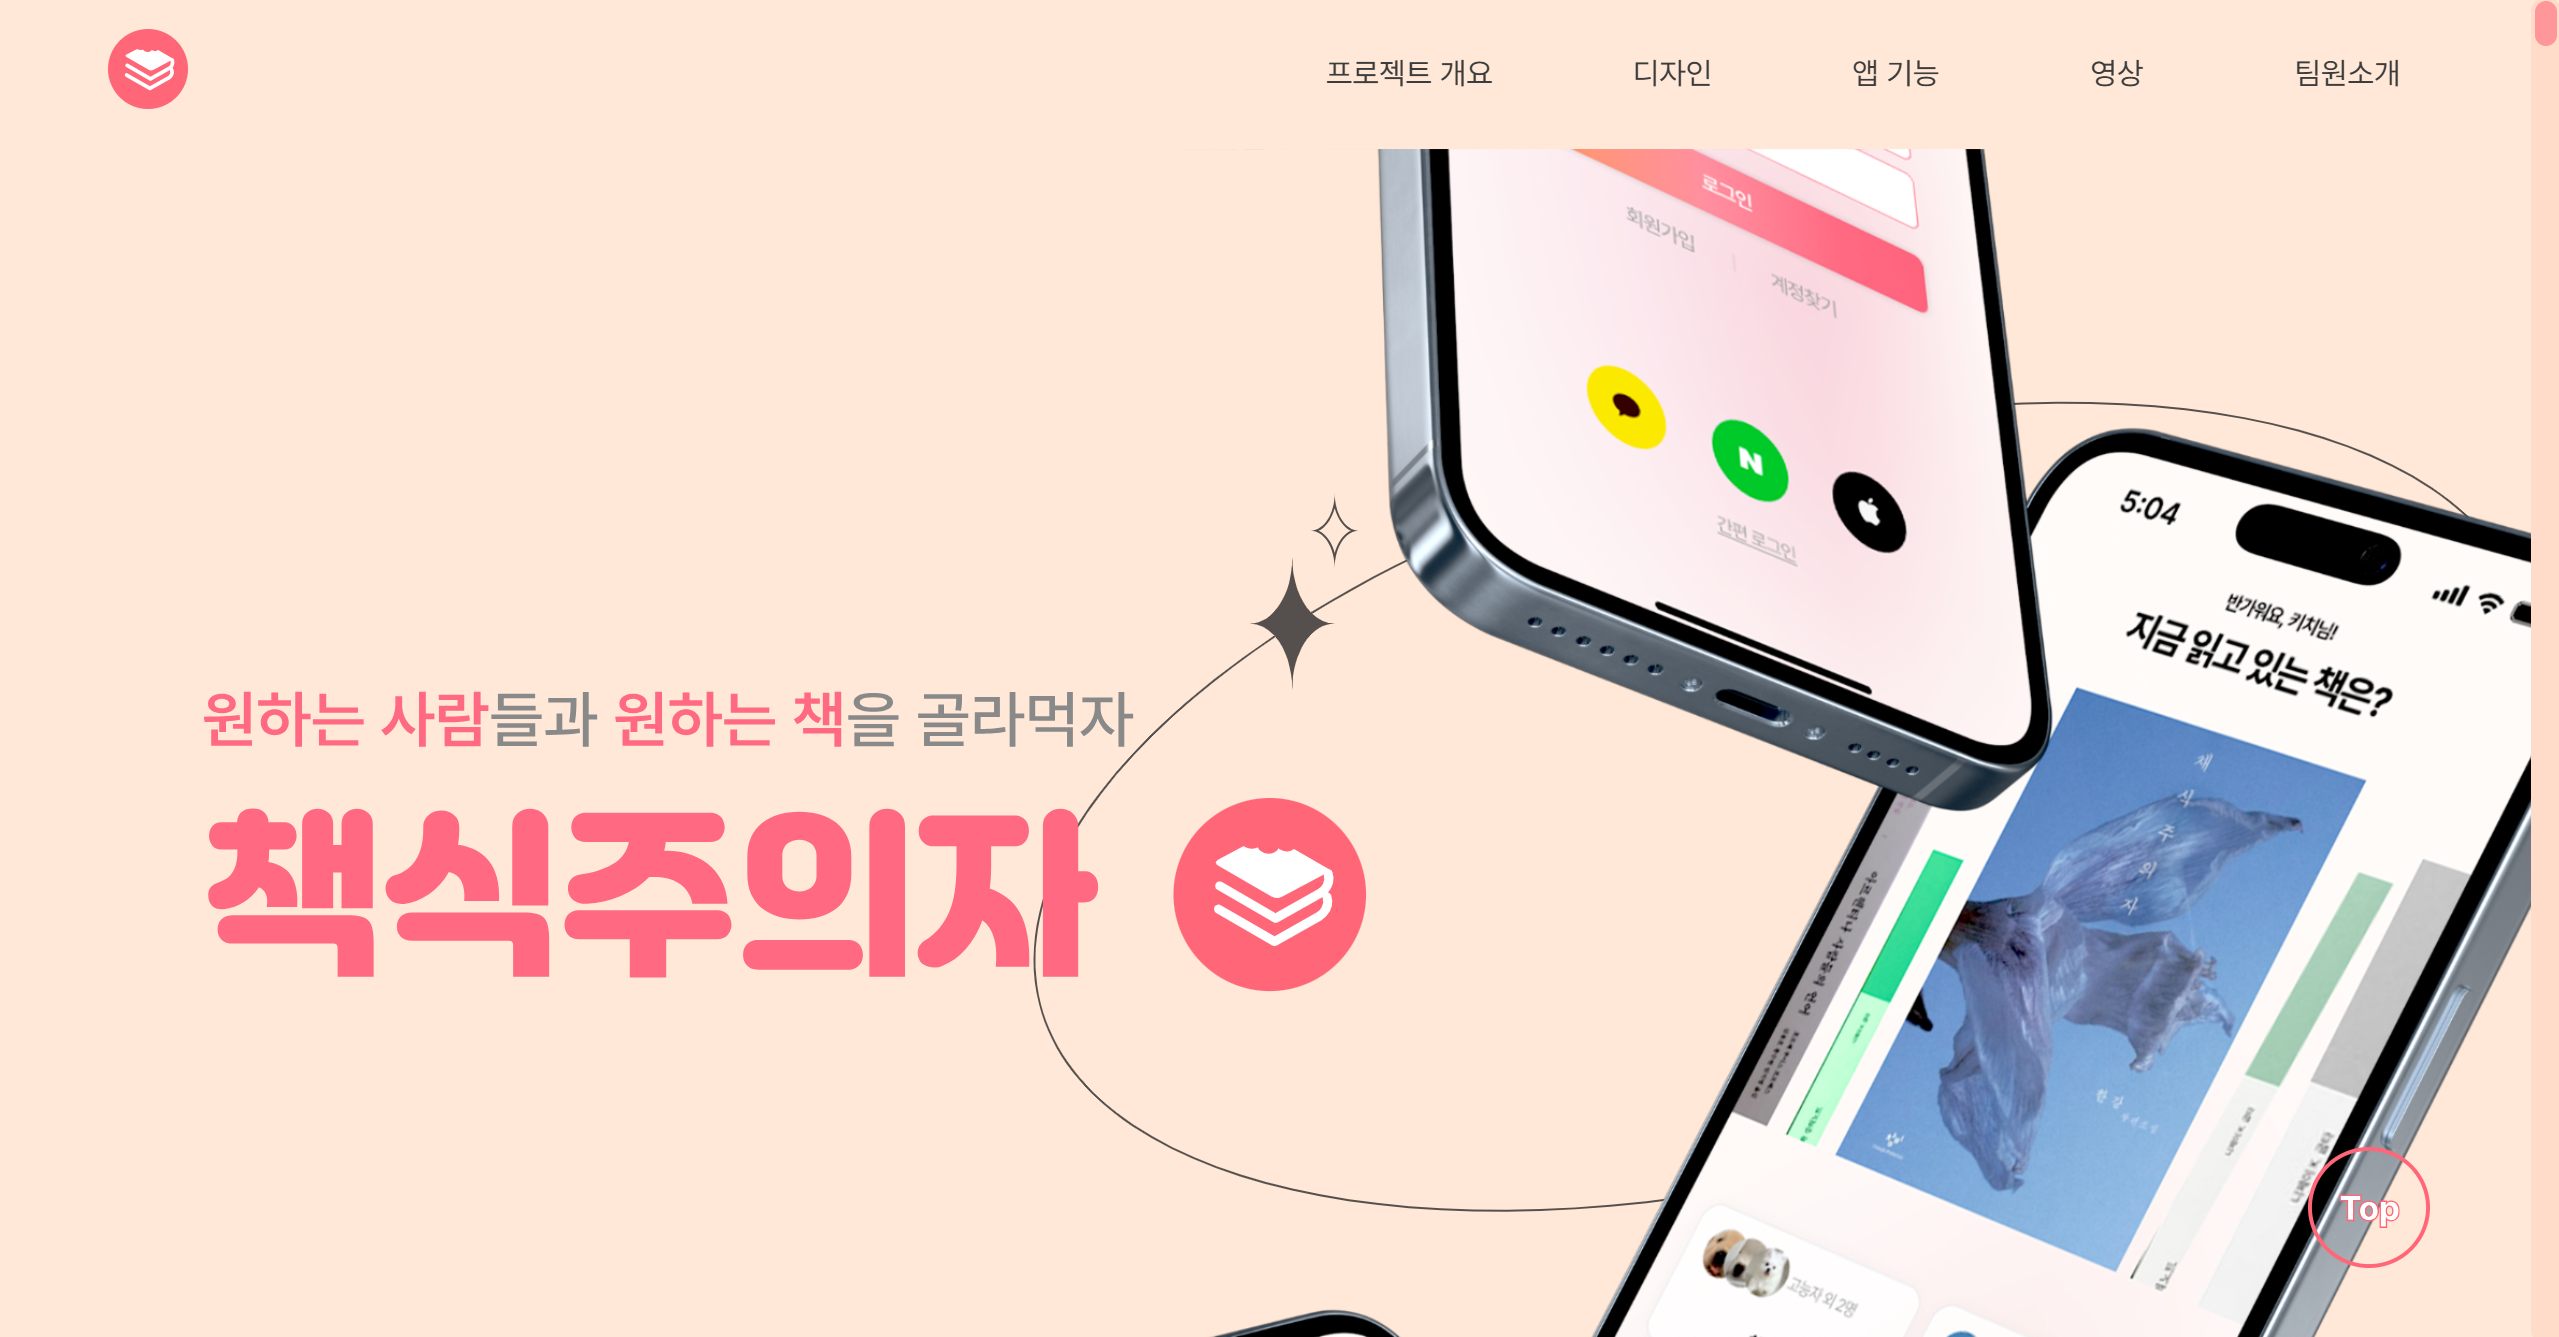 프로젝트 개요
디자인
앱 기능
영상
팀원소개
로그인
회원가입
계정찾기
N
간편 로그인
5:04
반가워요, 키치님!
지금 읽고 있는 책은?
원하는 사람들과 원하는 책을 골라먹자
책식주의자
채
식
주
의
자
한 강
고능자 외 2명
Top